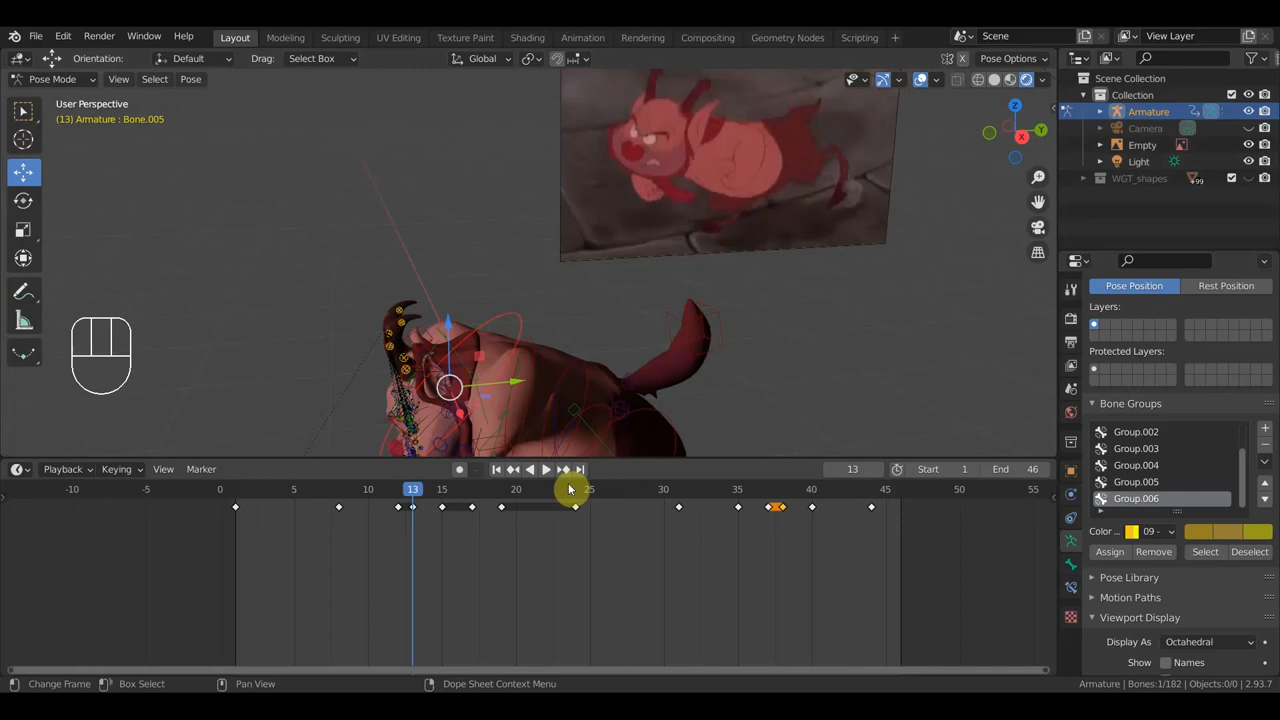 File Edit Render Window Help Layout Modeling Sculpting UV Editing Texture Paint Shading Animation Rendering Compositing Geometry Nodes Scripting + Scene View Layer
Orientation: Default Drag: Select Box Global Pose Options
Pose Mode View Select Pose
Scene Collection
Collection
Armature
Camera
Empty
Light
WGT_shapes 99
User Perspective
(13) Armature : Bone.005
Z
Y
X
Pose Position Rest Position
Layers:
Protected Layers:
Bone Groups
Group.002
Group.003
Group.004
Group.005
Group.006
Color ... 09 -
Assign Remove Select Deselect
Pose Library
Motion Paths
Viewport Display
Display As Octahedral
Show Names
Playback Keying View Marker 13 Start 1 End 46
-10 -5 0 5 10 13 15 20 25 30 35 40 45 50 55
Change Frame Box Select Pan View Dope Sheet Context Menu Armature | Bones:1/182 | Objects:0/0 | 2.93.7